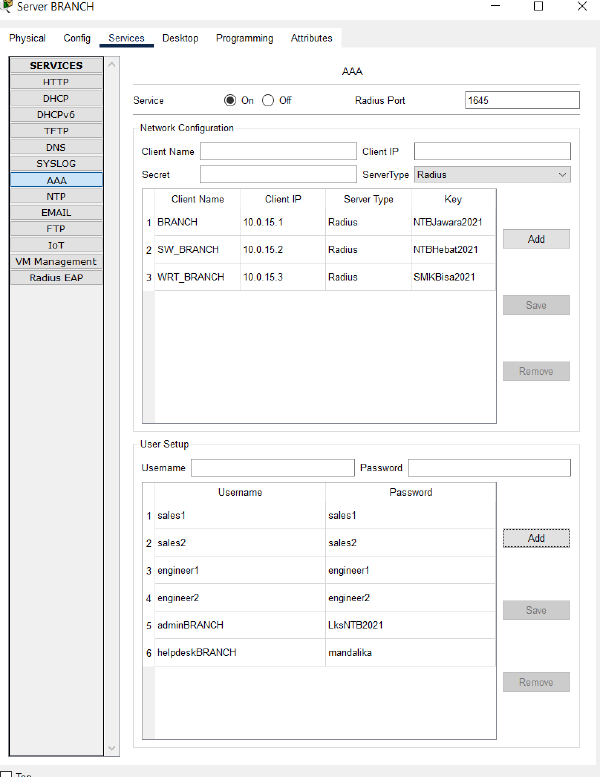 Server BRANCH
Physical Config Services Desktop Programming Attributes
SERVICES
HTTP
DHCP
DHCPv6
TFTP
DNS
SYSLOG
AAA
NTP
EMAIL
FTP
IoT
VM Management
Radius EAP
AAA
Service On Off Radius Port 1645
Network Configuration
Client Name Client IP
Secret ServerType Radius
Client Name Client IP Server Type Key
1 BRANCH 10.0.15.1 Radius NTBJawara2021
2 SW_BRANCH 10.0.15.2 Radius NTBHebat2021
3 WRT_BRANCH 10.0.15.3 Radius SMKBisa2021
Add
Save
Remove
User Setup
Username Password
Username Password
1 sales1 sales1
2 sales2 sales2
3 engineer1 engineer1
4 engineer2 engineer2
5 adminBRANCH LksNTB2021
6 helpdeskBRANCH mandalika
Add
Save
Remove
Top